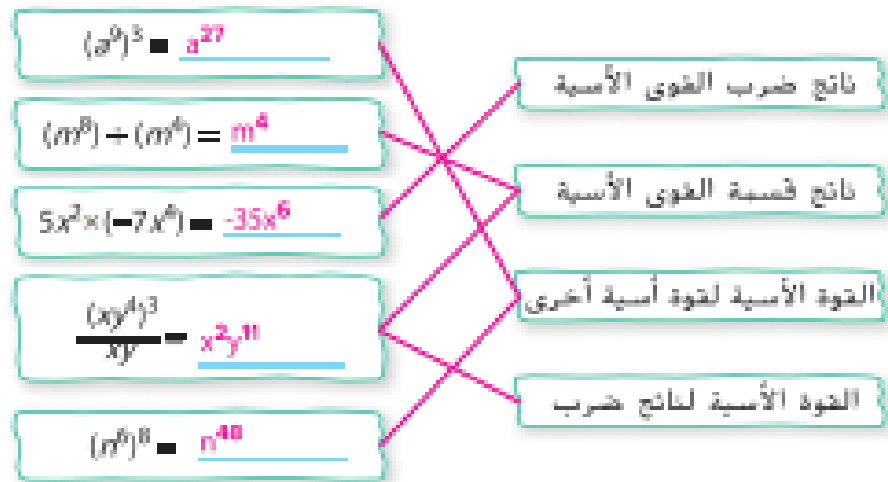 (a⁹)³ = a²⁷
(m⁸) ÷ (m⁴) = m⁴
5x² × (−7x⁴) = -35x⁶
(xy⁴)³ / xy = x²y¹¹
(n⁶)⁸ = n⁴⁸
ناتج ضرب القوى الأسية
ناتج قسمة القوى الأسية
القوة الأسية لقوة أسية أخرى
القوة الأسية لناتج ضرب